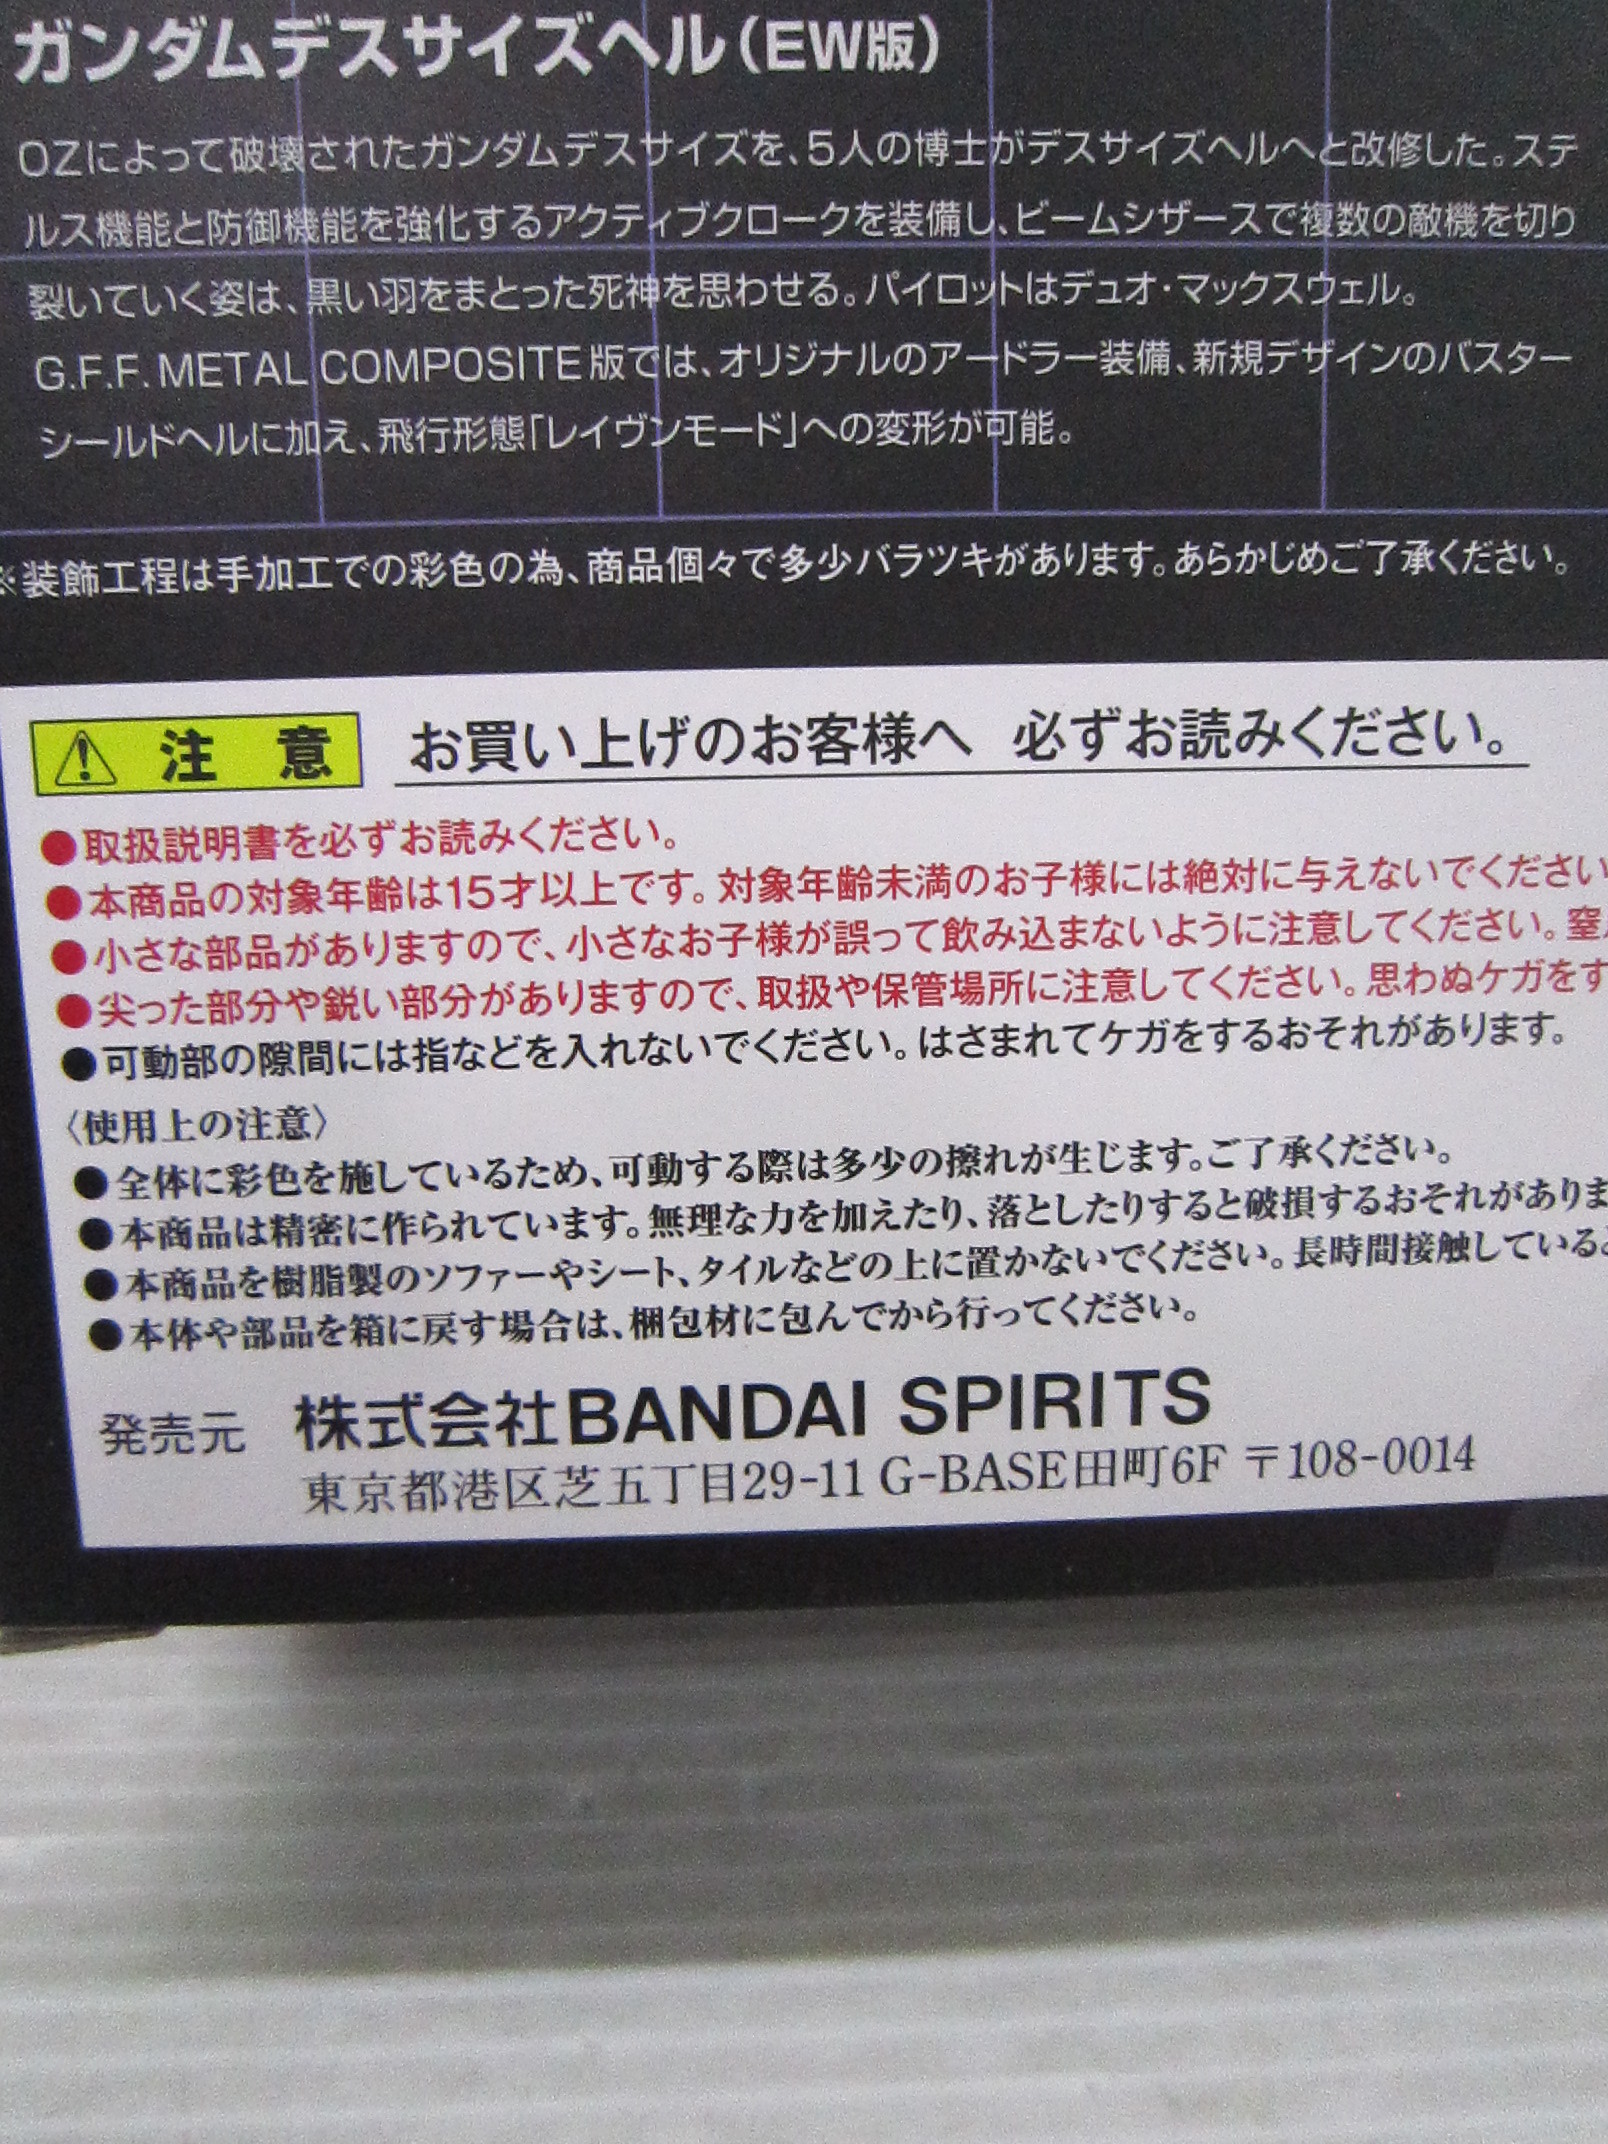 ガンダムデスサイズヘル(EW版)
OZによって破壊されたガンダムデスサイズを、5人の博士がデスサイズヘルへと改修した。ステ
ルス機能と防御機能を強化するアクティブクロークを装備し、ビームシザースで複数の敵機を切り
裂いていく姿は、黒い羽をまとった死神を思わせる。パイロットはデュオ・マックスウェル。
G.F.F. METAL COMPOSITE版では、オリジナルのアードラー装備、新規デザインのバスター
シールドヘルに加え、飛行形態「レイヴンモード」への変形が可能。
※装飾工程は手加工での彩色の為、商品個々で多少バラツキがあります。あらかじめご了承ください。
⚠ 注意 お買い上げのお客様へ 必ずお読みください。
●取扱説明書を必ずお読みください。
●本商品の対象年齢は15才以上です。対象年齢未満のお子様には絶対に与えないでください
●小さな部品がありますので、小さなお子様が誤って飲み込まないように注意してください。窒
●尖った部分や鋭い部分がありますので、取扱や保管場所に注意してください。思わぬケガをす
●可動部の隙間には指などを入れないでください。はさまれてケガをするおそれがあります。
〈使用上の注意〉
●全体に彩色を施しているため、可動する際は多少の擦れが生じます。ご了承ください。
●本商品は精密に作られています。無理な力を加えたり、落としたりすると破損するおそれがありま
●本商品を樹脂製のソファーやシート、タイルなどの上に置かないでください。長時間接触していると
●本体や部品を箱に戻す場合は、梱包材に包んでから行ってください。
発売元 株式会社BANDAI SPIRITS
東京都港区芝五丁目29-11 G-BASE田町6F 〒108-0014